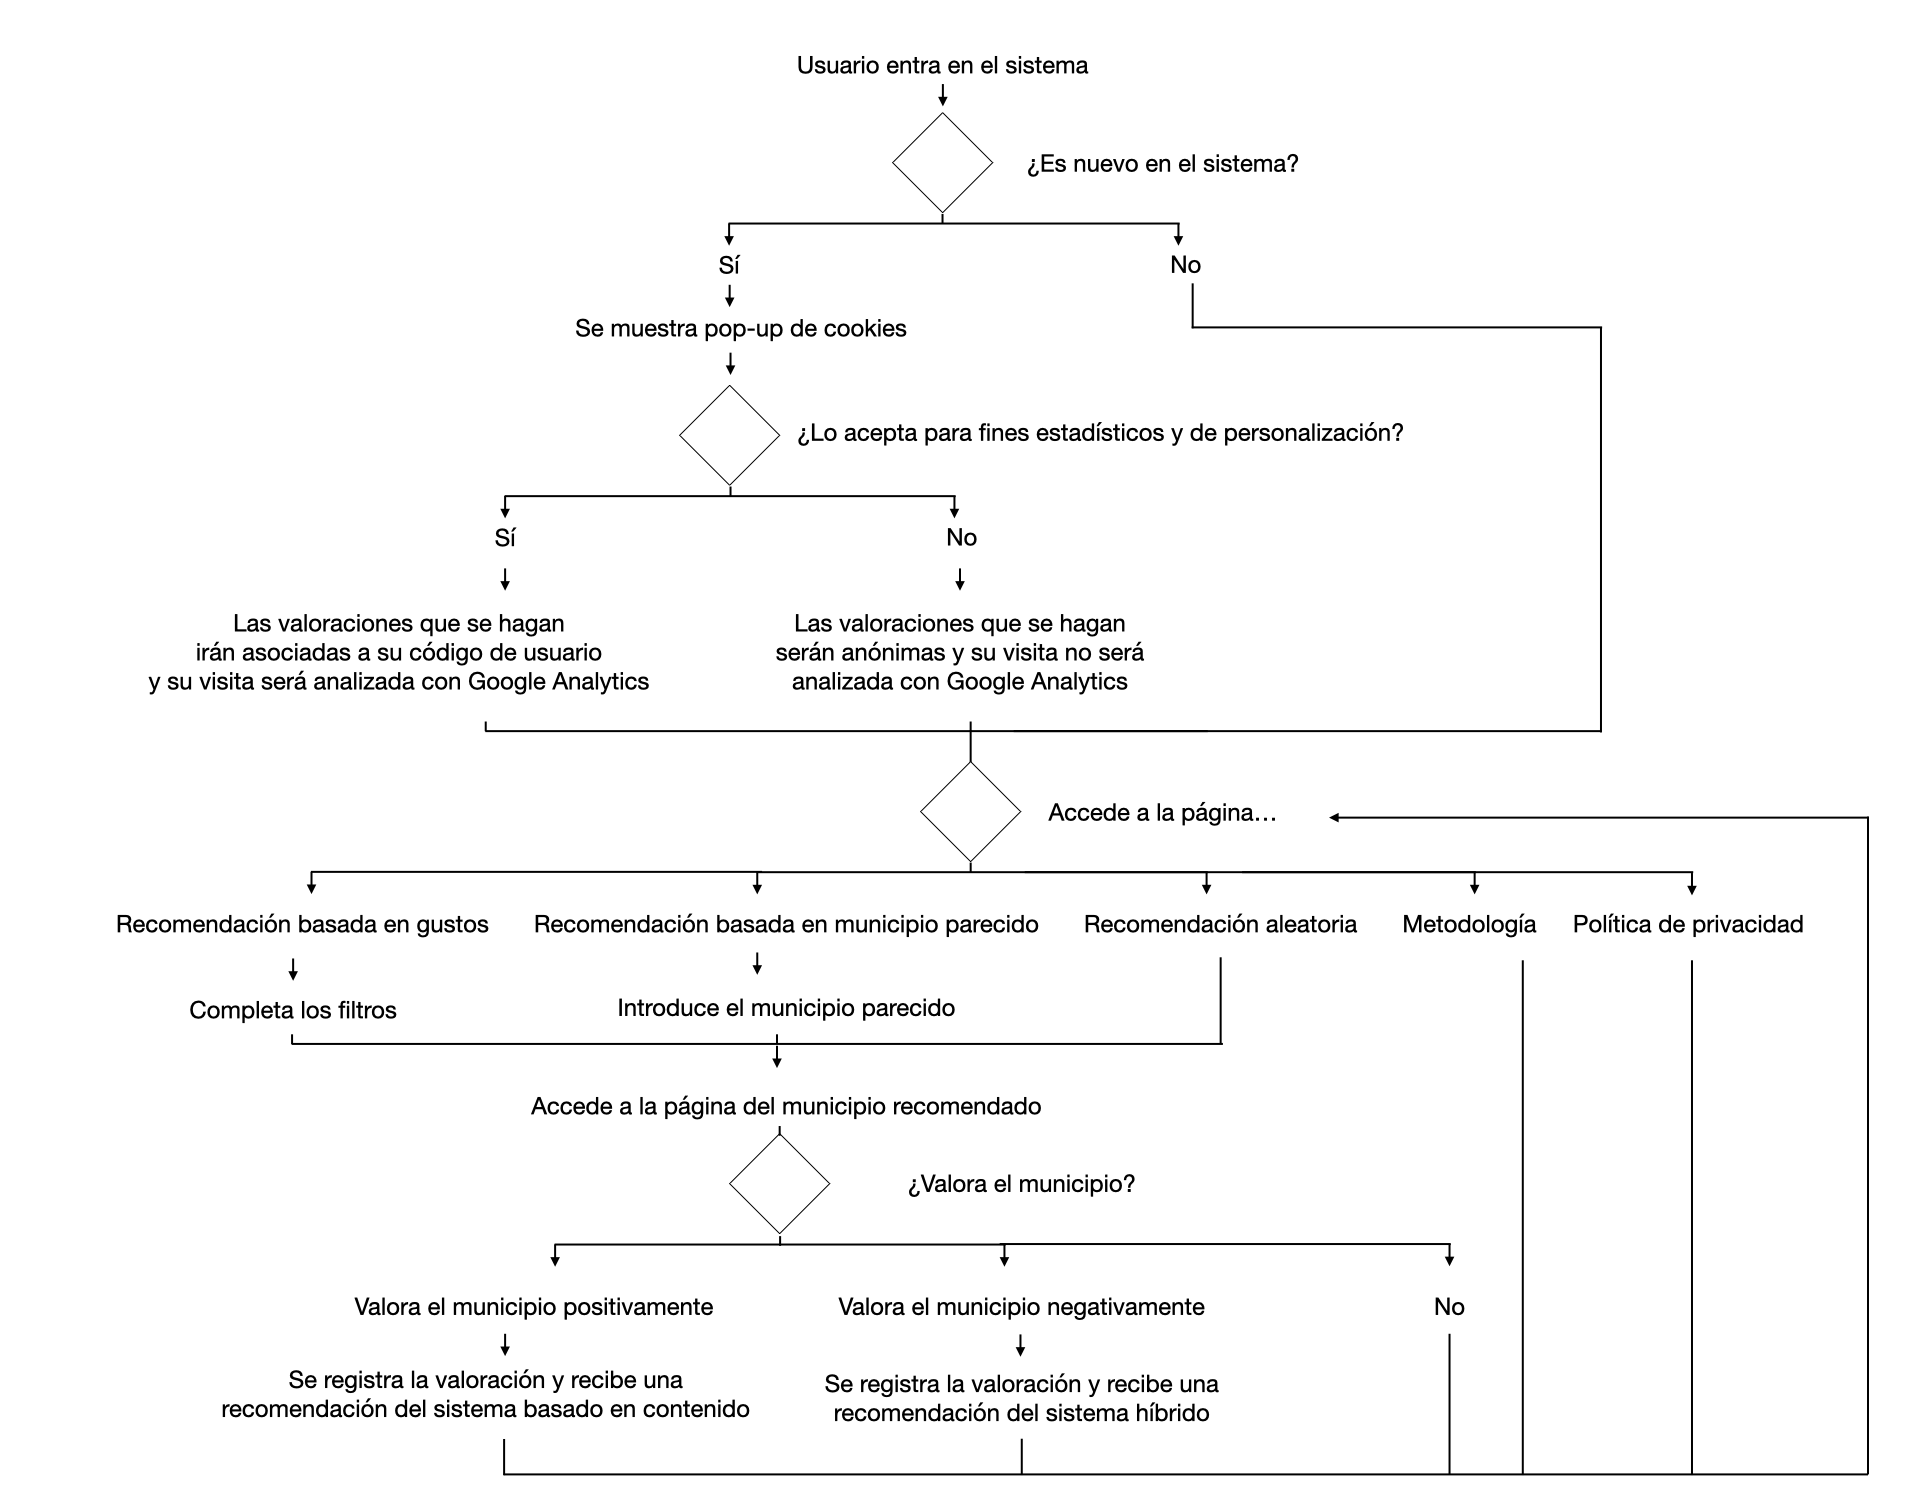 Usuario entra en el sistema
¿Es nuevo en el sistema?
Sí
No
Se muestra pop-up de cookies
¿Lo acepta para fines estadísticos y de personalización?
Sí
No
Las valoraciones que se hagan
irán asociadas a su código de usuario
y su visita será analizada con Google Analytics
Las valoraciones que se hagan
serán anónimas y su visita no será
analizada con Google Analytics
Accede a la página…
Recomendación basada en gustos
Recomendación basada en municipio parecido
Recomendación aleatoria
Metodología
Política de privacidad
Completa los filtros
Introduce el municipio parecido
Accede a la página del municipio recomendado
¿Valora el municipio?
Valora el municipio positivamente
Valora el municipio negativamente
No
Se registra la valoración y recibe una
recomendación del sistema basado en contenido
Se registra la valoración y recibe una
recomendación del sistema híbrido